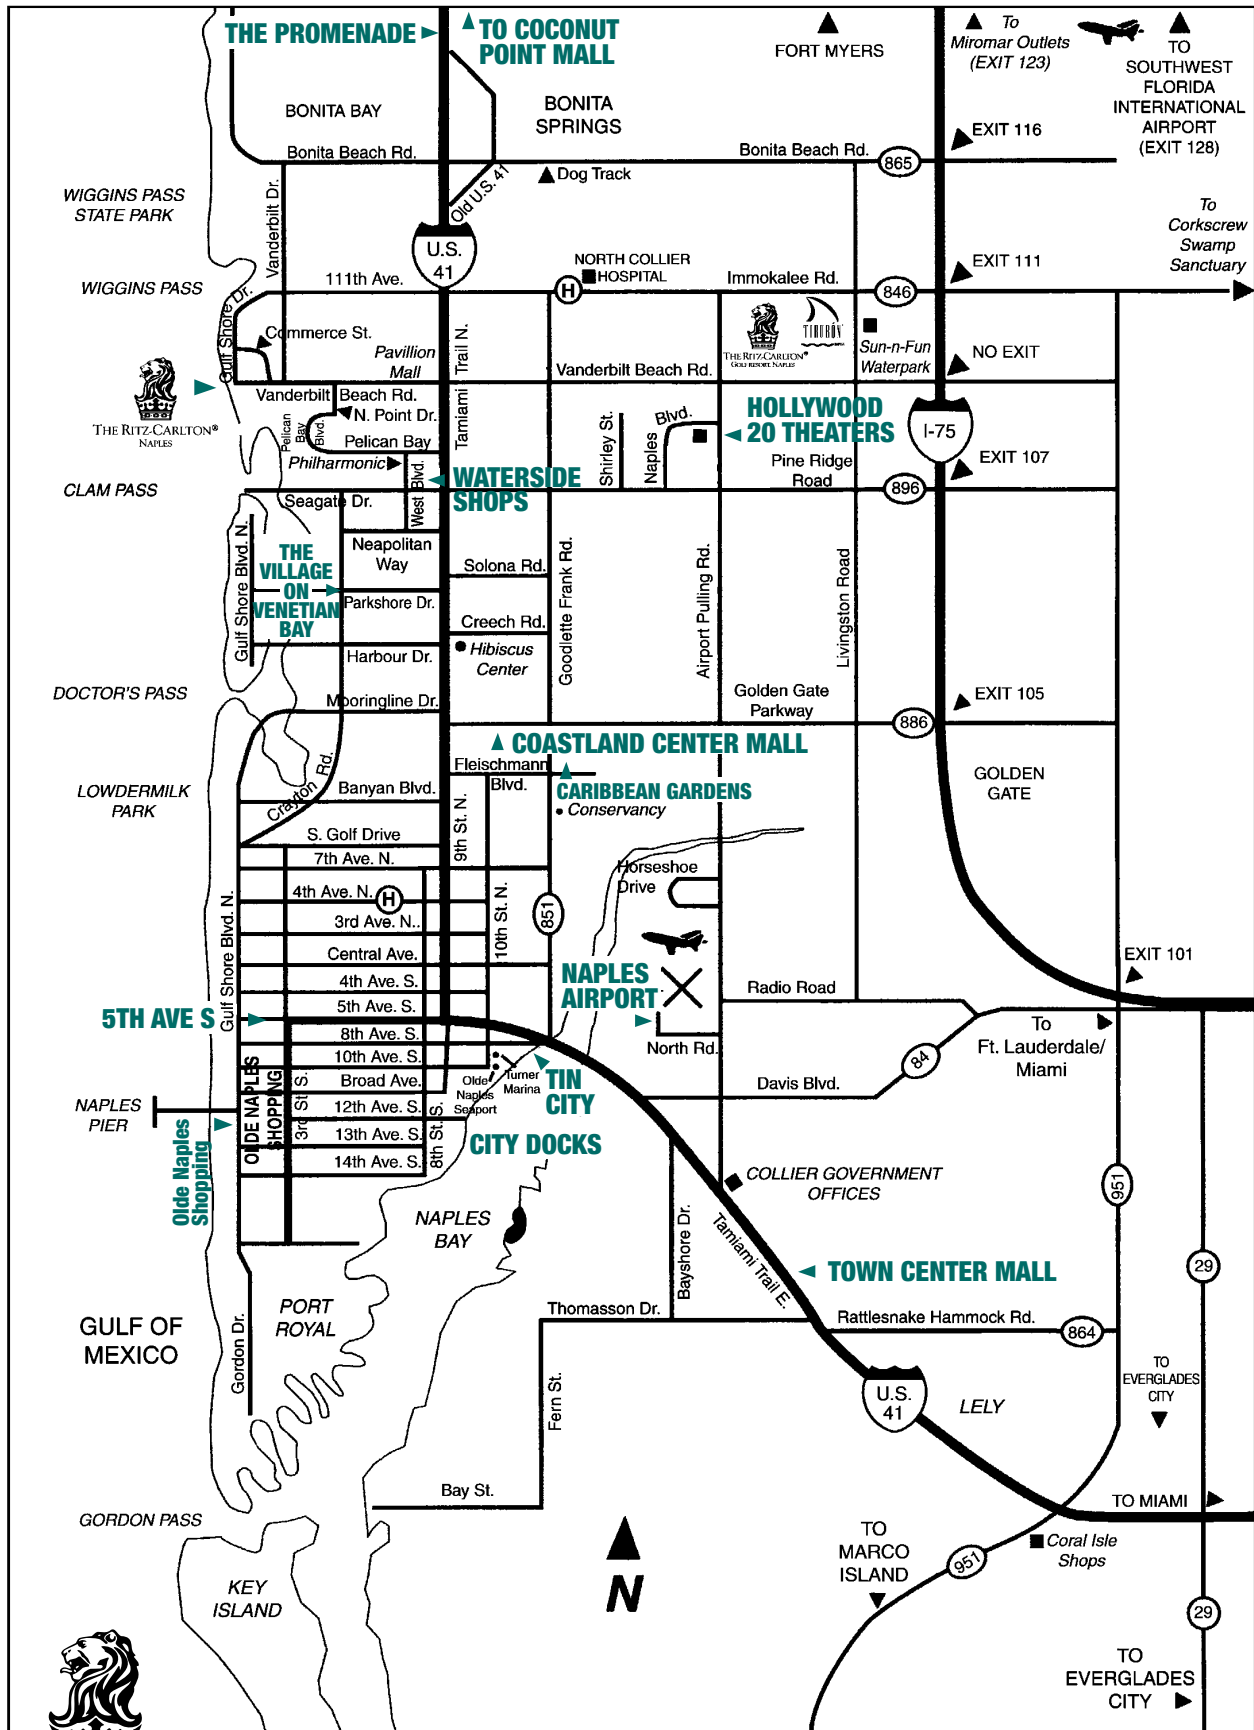 THE PROMENADE
TO COCONUT
POINT MALL
FORT MYERS
To
Miromar Outlets
(EXIT 123)
TO
SOUTHWEST
FLORIDA
INTERNATIONAL
AIRPORT
(EXIT 128)
BONITA BAY
BONITA
SPRINGS
EXIT 116
Bonita Beach Rd.
Bonita Beach Rd.
865
Dog Track
Old U.S. 41
Vanderbilt Dr.
WIGGINS PASS
STATE PARK
To
Corkscrew
Swamp
Sanctuary
U.S.
41
NORTH COLLIER
HOSPITAL
H
EXIT 111
WIGGINS PASS
111th Ave.
Immokalee Rd.
846
Gulf Shore Dr.
Commerce St.
Pavillion
Mall
Tamiami Trail N.
THE RITZ-CARLTON®
GOLF RESORT, NAPLES
TIBURÓN
Sun-n-Fun
Waterpark
NO EXIT
Vanderbilt Beach Rd.
THE RITZ-CARLTON®
NAPLES
Vanderbilt Beach Rd.
N. Point Dr.
Pelican
Bay
Blvd.
Pelican Bay
Philharmonic
West Blvd.
Shirley St.
Naples
Blvd.
HOLLYWOOD
20 THEATERS
I-75
EXIT 107
Pine Ridge
Road
896
WATERSIDE
SHOPS
CLAM PASS
Seagate Dr.
Gulf Shore Blvd. N.
THE
VILLAGE
ON
VENETIAN
BAY
Neapolitan
Way
Solona Rd.
Parkshore Dr.
Creech Rd.
Hibiscus
Center
Harbour Dr.
Goodlette Frank Rd.
Airport Pulling Rd.
Livingston Road
DOCTOR'S PASS
Mooringline Dr.
Golden Gate
Parkway
886
EXIT 105
COASTLAND CENTER MALL
Fleischmann
Blvd.
CARIBBEAN GARDENS
Conservancy
GOLDEN
GATE
LOWDERMILK
PARK
Crayton Rd.
Banyan Blvd.
S. Golf Drive
7th Ave. N.
9th St. N.
10th St. N.
4th Ave. N.
H
3rd Ave. N..
Central Ave.
4th Ave. S.
5th Ave. S.
851
Horseshoe
Drive
Gulf Shore Blvd. N.
NAPLES
AIRPORT
North Rd.
Radio Road
EXIT 101
To
Ft. Lauderdale/
Miami
5TH AVE S
8th Ave. S.
10th Ave. S.
Broad Ave.
12th Ave. S.
13th Ave. S.
14th Ave. S.
OLDE NAPLES
SHOPPING
3rd St. S.
8th St. S.
Olde
Naples
Seaport
Turner
Marina
TIN
CITY
84
Davis Blvd.
NAPLES
PIER
Olde Naples
Shopping
CITY DOCKS
COLLIER GOVERNMENT
OFFICES
951
NAPLES
BAY
Bayshore Dr.
Tamiami Trail E.
TOWN CENTER MALL
29
GULF OF
MEXICO
PORT
ROYAL
Gordon Dr.
Thomasson Dr.
Rattlesnake Hammock Rd.
864
Fern St.
U.S.
41
LELY
TO
EVERGLADES
CITY
Bay St.
TO MIAMI
GORDON PASS
KEY
ISLAND
N
TO
MARCO
ISLAND
951
Coral Isle
Shops
29
TO
EVERGLADES
CITY